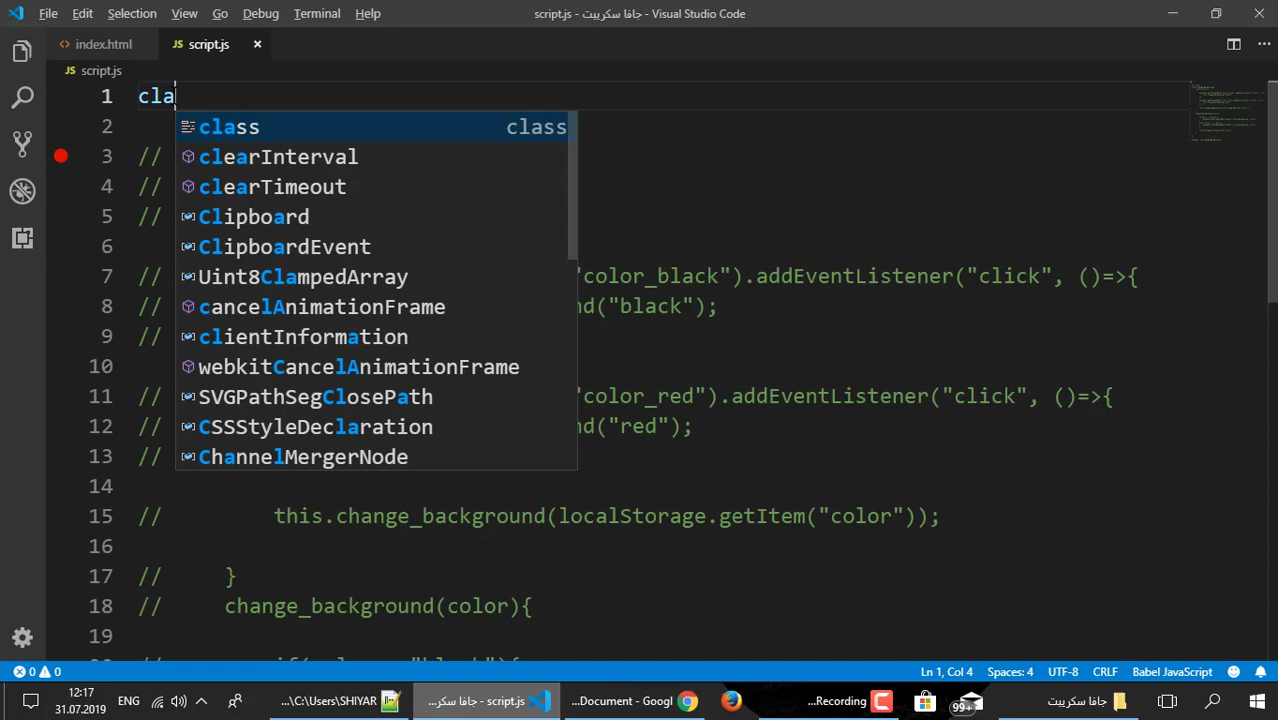 File Edit Selection View Go Debug Terminal Help
script.js - جافا سكريبت - Visual Studio Code
index.html
JS script.js
JS script.js
1 cla
2
3 //
4 //
5 //
6
7 // "color_black").addEventListener("click", ()=>{
8 // nd("black");
9 //
10
11 // "color_red").addEventListener("click", ()=>{
12 // nd("red");
13 //
14
15 // this.change_background(localStorage.getItem("color"));
16
17 // }
18 // change_background(color){
19
class class
clearInterval
clearTimeout
Clipboard
ClipboardEvent
Uint8ClampedArray
cancelAnimationFrame
clientInformation
webkitCancelAnimationFrame
SVGPathSegClosePath
CSSStyleDeclaration
ChannelMergerNode
0 0
Ln 1, Col 4 Spaces: 4 UTF-8 CRLF Babel JavaScript
12:17
31.07.2019
ENG
...\C:\Users\SHIYAR
...script.js - جافا سكر
...Document - Googl
...Recording
99+
جافا سكريبت